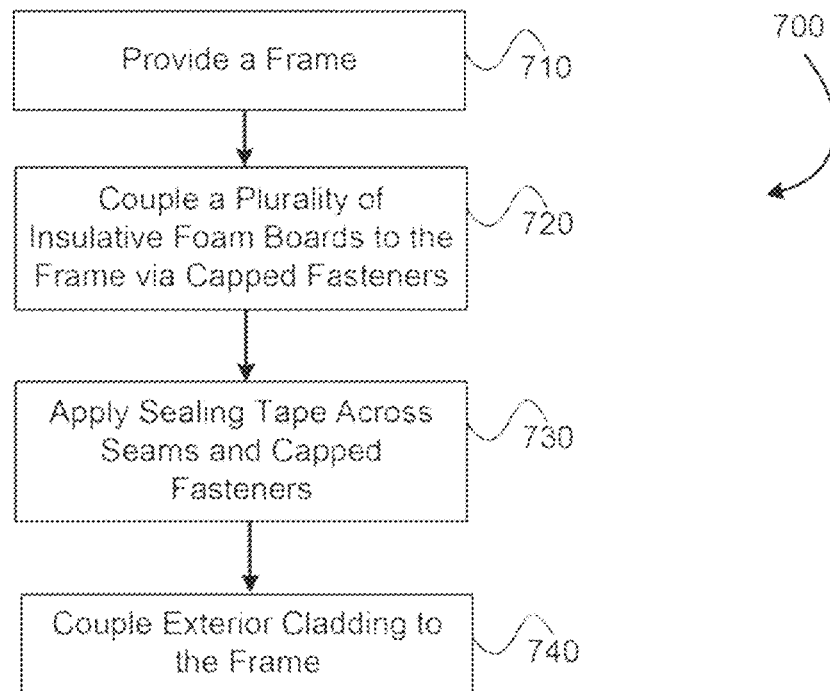 700
Provide a Frame
710
Couple a Plurality of
Insulative Foam Boards to the
Frame via Capped Fasteners
720
Apply Sealing Tape Across
Seams and Capped
Fasteners
730
Couple Exterior Cladding to
the Frame
740